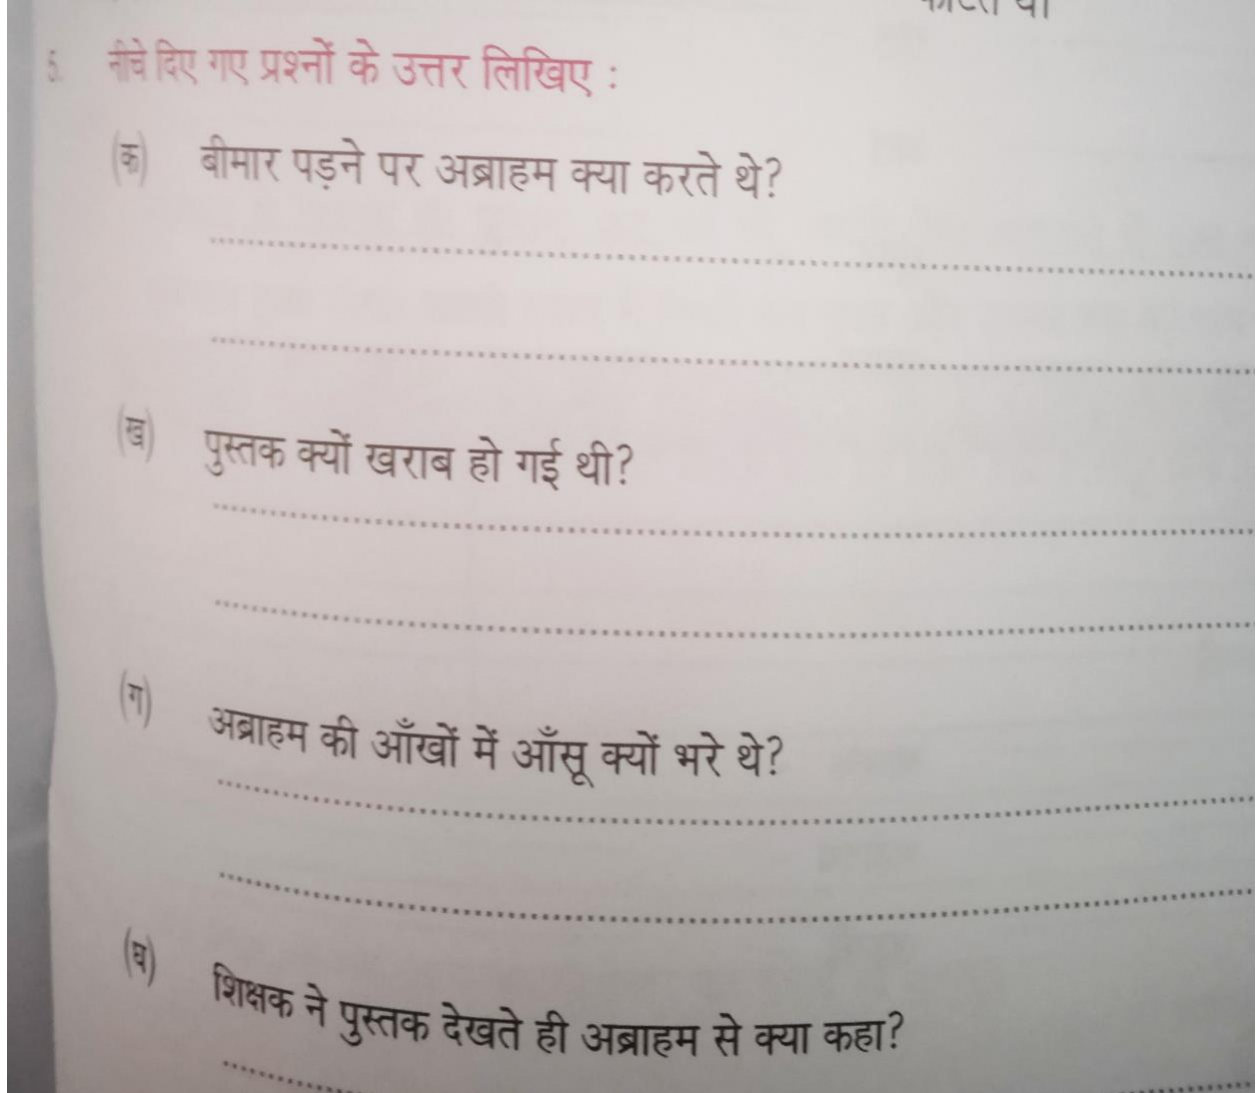 5. नीचे दिए गए प्रश्नों के उत्तर लिखिए :
(क) बीमार पड़ने पर अब्राहम क्या करते थे?
(ख) पुस्तक क्यों खराब हो गई थी?
(ग) अब्राहम की आँखों में आँसू क्यों भरे थे?
(घ) शिक्षक ने पुस्तक देखते ही अब्राहम से क्या कहा?